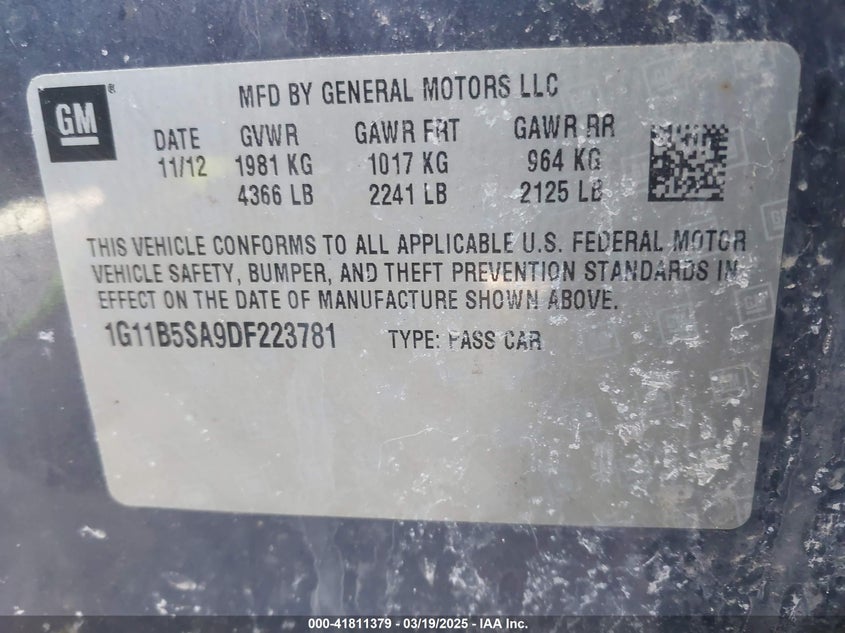 GM®
MFD BY GENERAL MOTORS LLC
DATE GVWR GAWR FRT GAWR RR
11/12 1981 KG 1017 KG 964 KG
4366 LB 2241 LB 2125 LB
THIS VEHICLE CONFORMS TO ALL APPLICABLE U.S. FEDERAL MOTOR
VEHICLE SAFETY, BUMPER, AND THEFT PREVENTION STANDARDS IN
EFFECT ON THE DATE OF MANUFACTURE SHOWN ABOVE.
1G11B5SA9DF223781 TYPE: PASS CAR
000-41811379 - 03/19/2025 - IAA Inc.